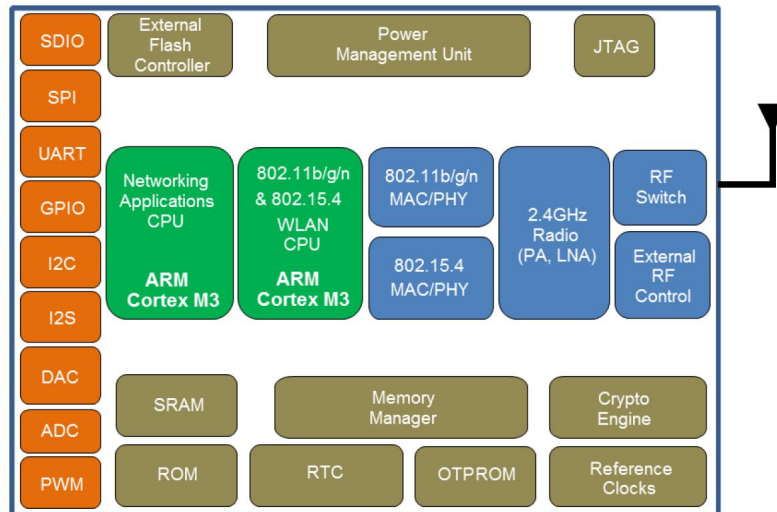 SDIO
SPI
UART
GPIO
I2C
I2S
DAC
ADC
PWM
External
Flash
Controller
Power
Management Unit
JTAG
Networking
Applications
CPU
ARM
Cortex M3
802.11b/g/n
& 802.15.4
WLAN
CPU
ARM
Cortex M3
802.11b/g/n
MAC/PHY
802.15.4
MAC/PHY
2.4GHz
Radio
(PA, LNA)
RF
Switch
External
RF
Control
SRAM
Memory
Manager
Crypto
Engine
ROM
RTC
OTPROM
Reference
Clocks